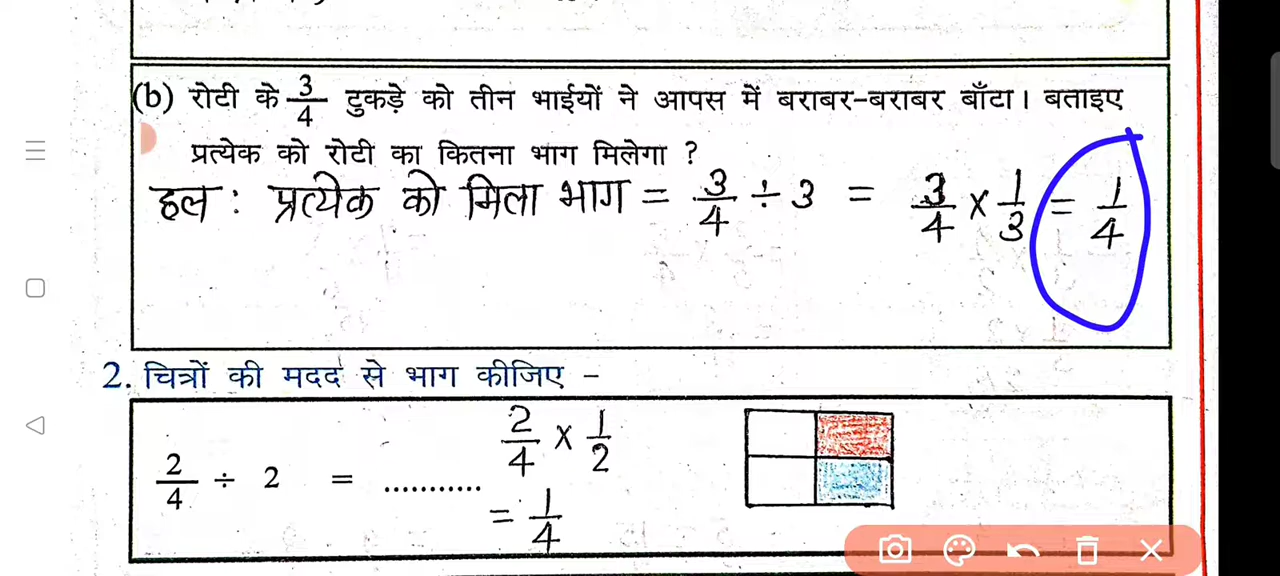 (b) रोटी के 3/4 टुकड़े को तीन भाईयों ने आपस में बराबर-बराबर बाँटा। बताइए
प्रत्येक को रोटी का कितना भाग मिलेगा ?
हल : प्रत्येक को मिला भाग = 3/4 ÷ 3 = 3/4 × 1/3 = 1/4
2. चित्रों की मदद से भाग कीजिए -
2/4 ÷ 2 = ........... 2/4 × 1/2
= 1/4